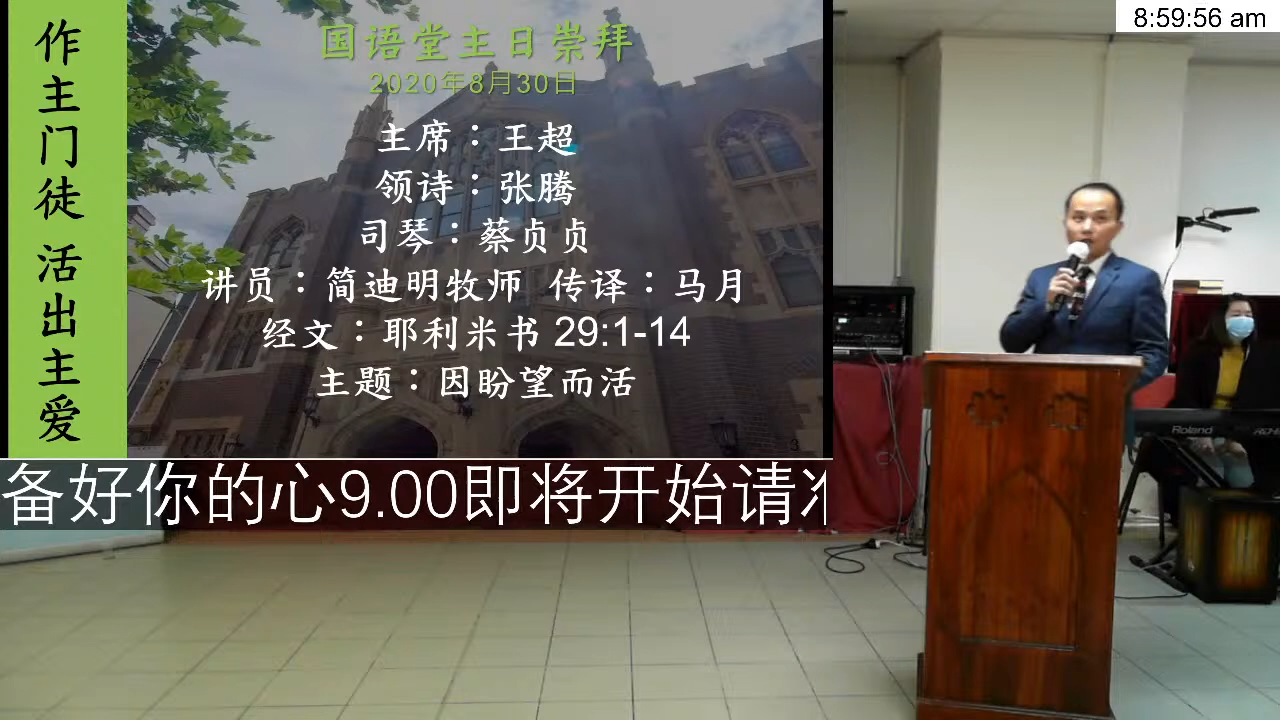 8:59:56 am
作主门徒 活出主爱
国语堂主日崇拜
2020年8月30日
主席：王超
领诗：张腾
司琴：蔡贞贞
讲员：简迪明牧师 传译：马月
经文：耶利米书 29:1-14
主题：因盼望而活
3
备好你的心9.00即将开始请准
Roland